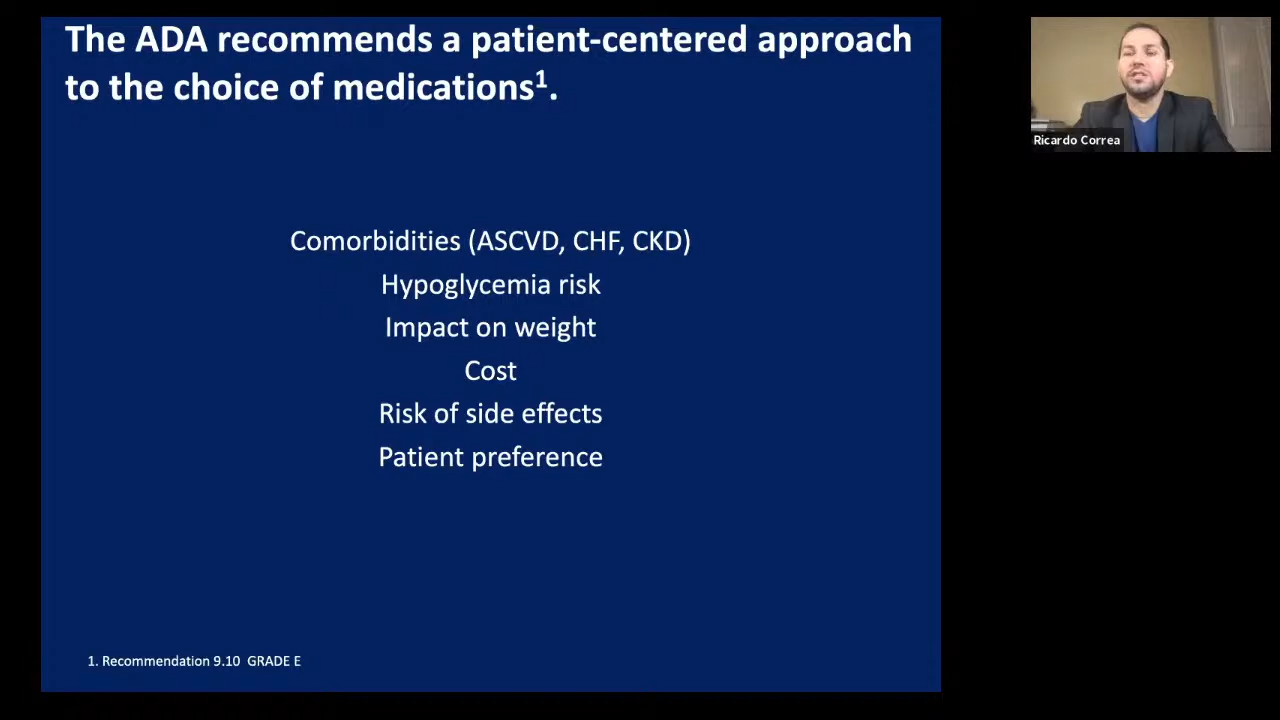 The ADA recommends a patient-centered approach
to the choice of medications¹.
Ricardo Correa
Comorbidities (ASCVD, CHF, CKD)
Hypoglycemia risk
Impact on weight
Cost
Risk of side effects
Patient preference
1. Recommendation 9.10 GRADE E